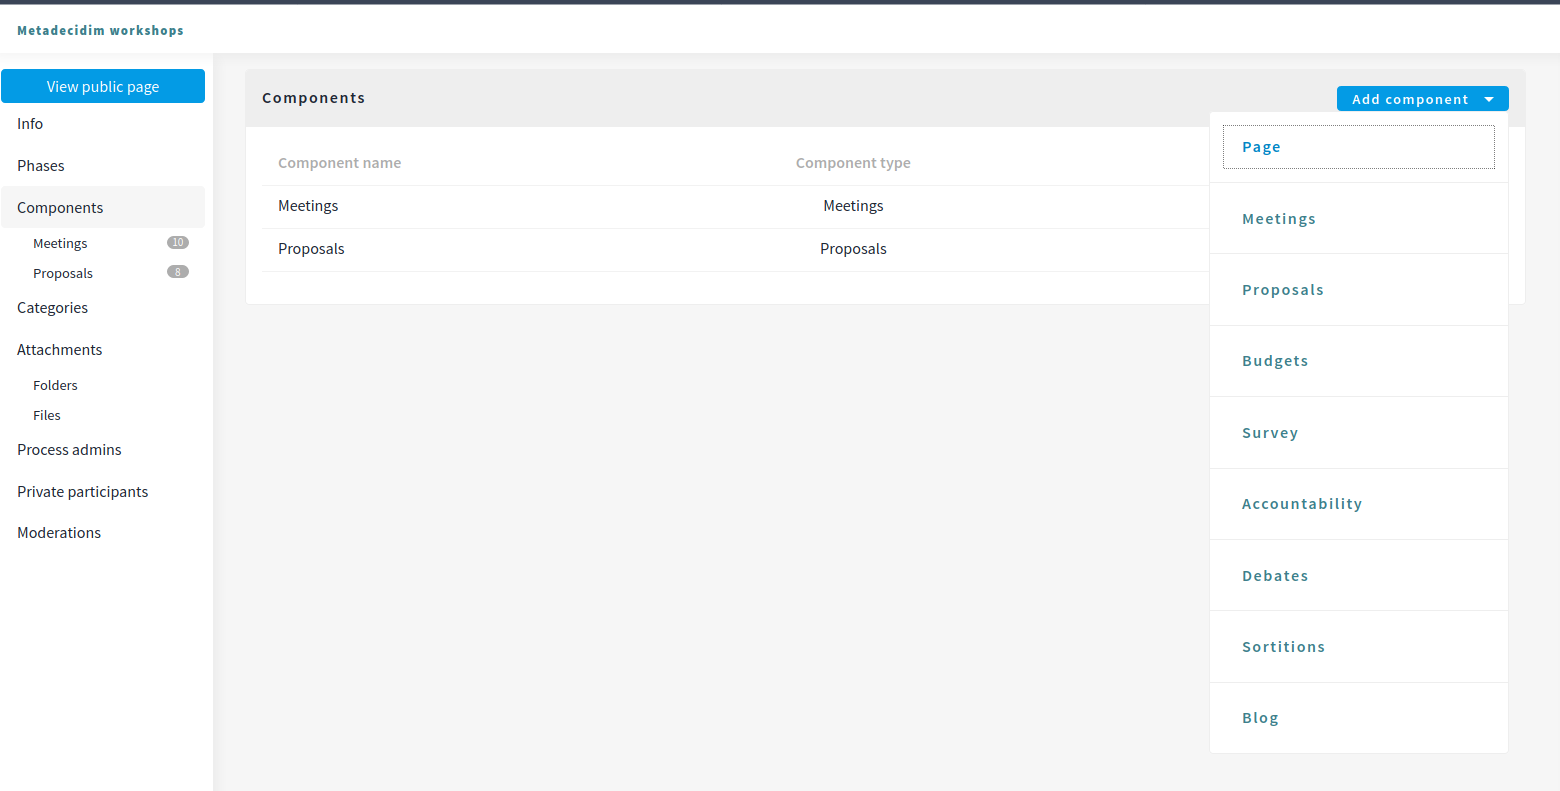 Metadecidim workshops
View public page
Info
Phases
Components
Meetings 10
Proposals 8
Categories
Attachments
Folders
Files
Process admins
Private participants
Moderations
Components
Add component
Component name Component type
Meetings Meetings
Proposals Proposals
Page
Meetings
Proposals
Budgets
Survey
Accountability
Debates
Sortitions
Blog